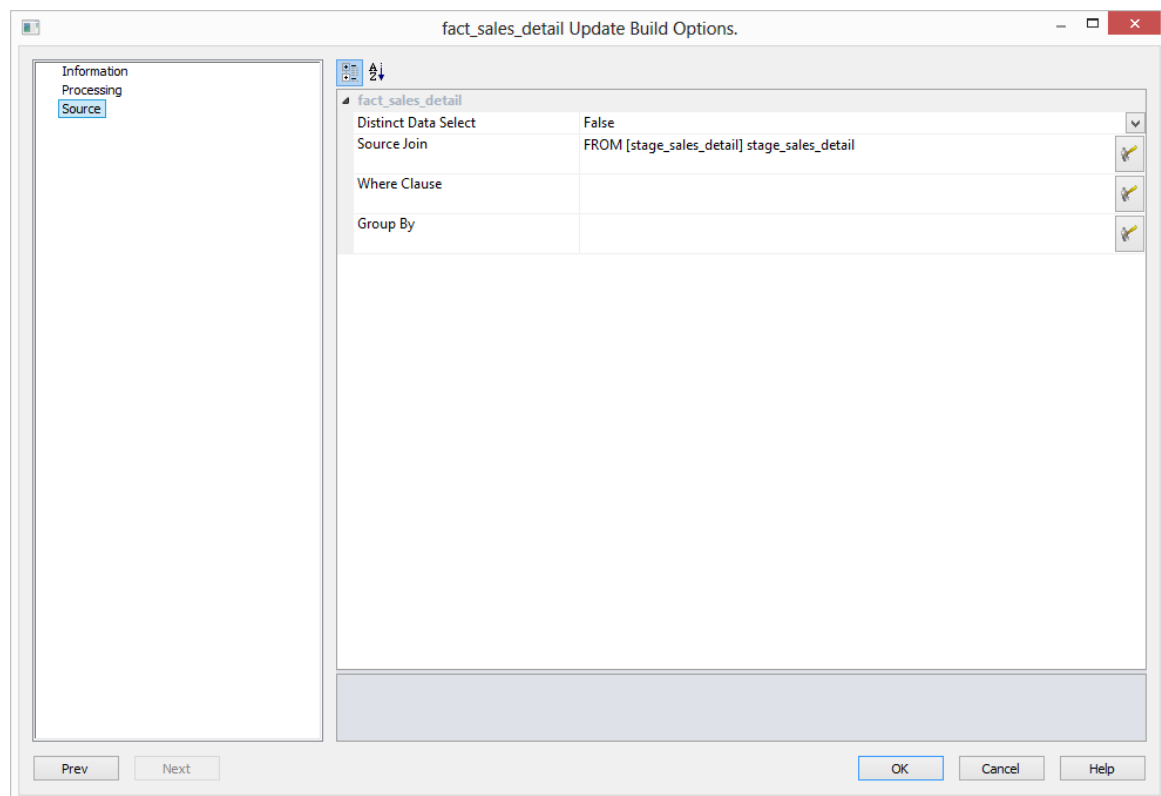 fact_sales_detail Update Build Options.
Information
Processing
Source
fact_sales_detail
Distinct Data Select False
Source Join FROM [stage_sales_detail] stage_sales_detail
Where Clause
Group By
Prev Next OK Cancel Help